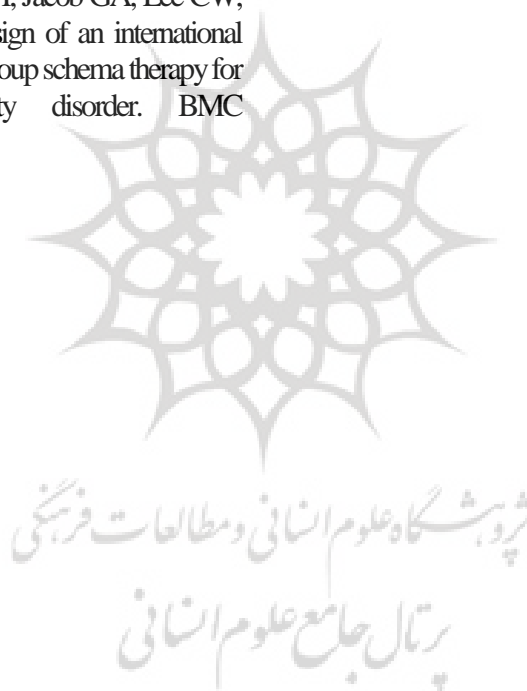 Jacob GA, Lee CW,
sign of an international
oup schema therapy for
ty disorder. BMC
پژوهشگاه علوم انسانی و مطالعات فرهنگی
پرتال جامع علوم انسانی